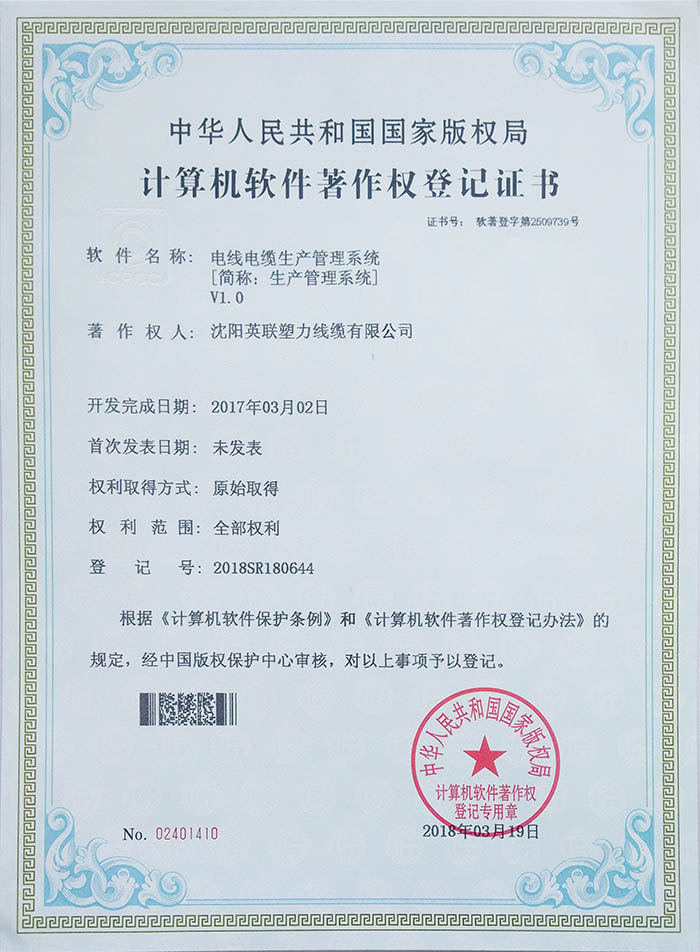 中华人民共和国国家版权局
计算机软件著作权登记证书
证书号： 软著登字第2509739号
软件名称： 电线电缆生产管理系统
[简称：生产管理系统]
V1.0
著作权人： 沈阳英联塑力线缆有限公司
开发完成日期： 2017年03月02日
首次发表日期： 未发表
权利取得方式： 原始取得
权利范围： 全部权利
登记号： 2018SR180644
根据《计算机软件保护条例》和《计算机软件著作权登记办法》的
规定，经中国版权保护中心审核，对以上事项予以登记。
中华人民共和国国家版权局
计算机软件著作权
登记专用章
No. 02401410
2018年03月19日